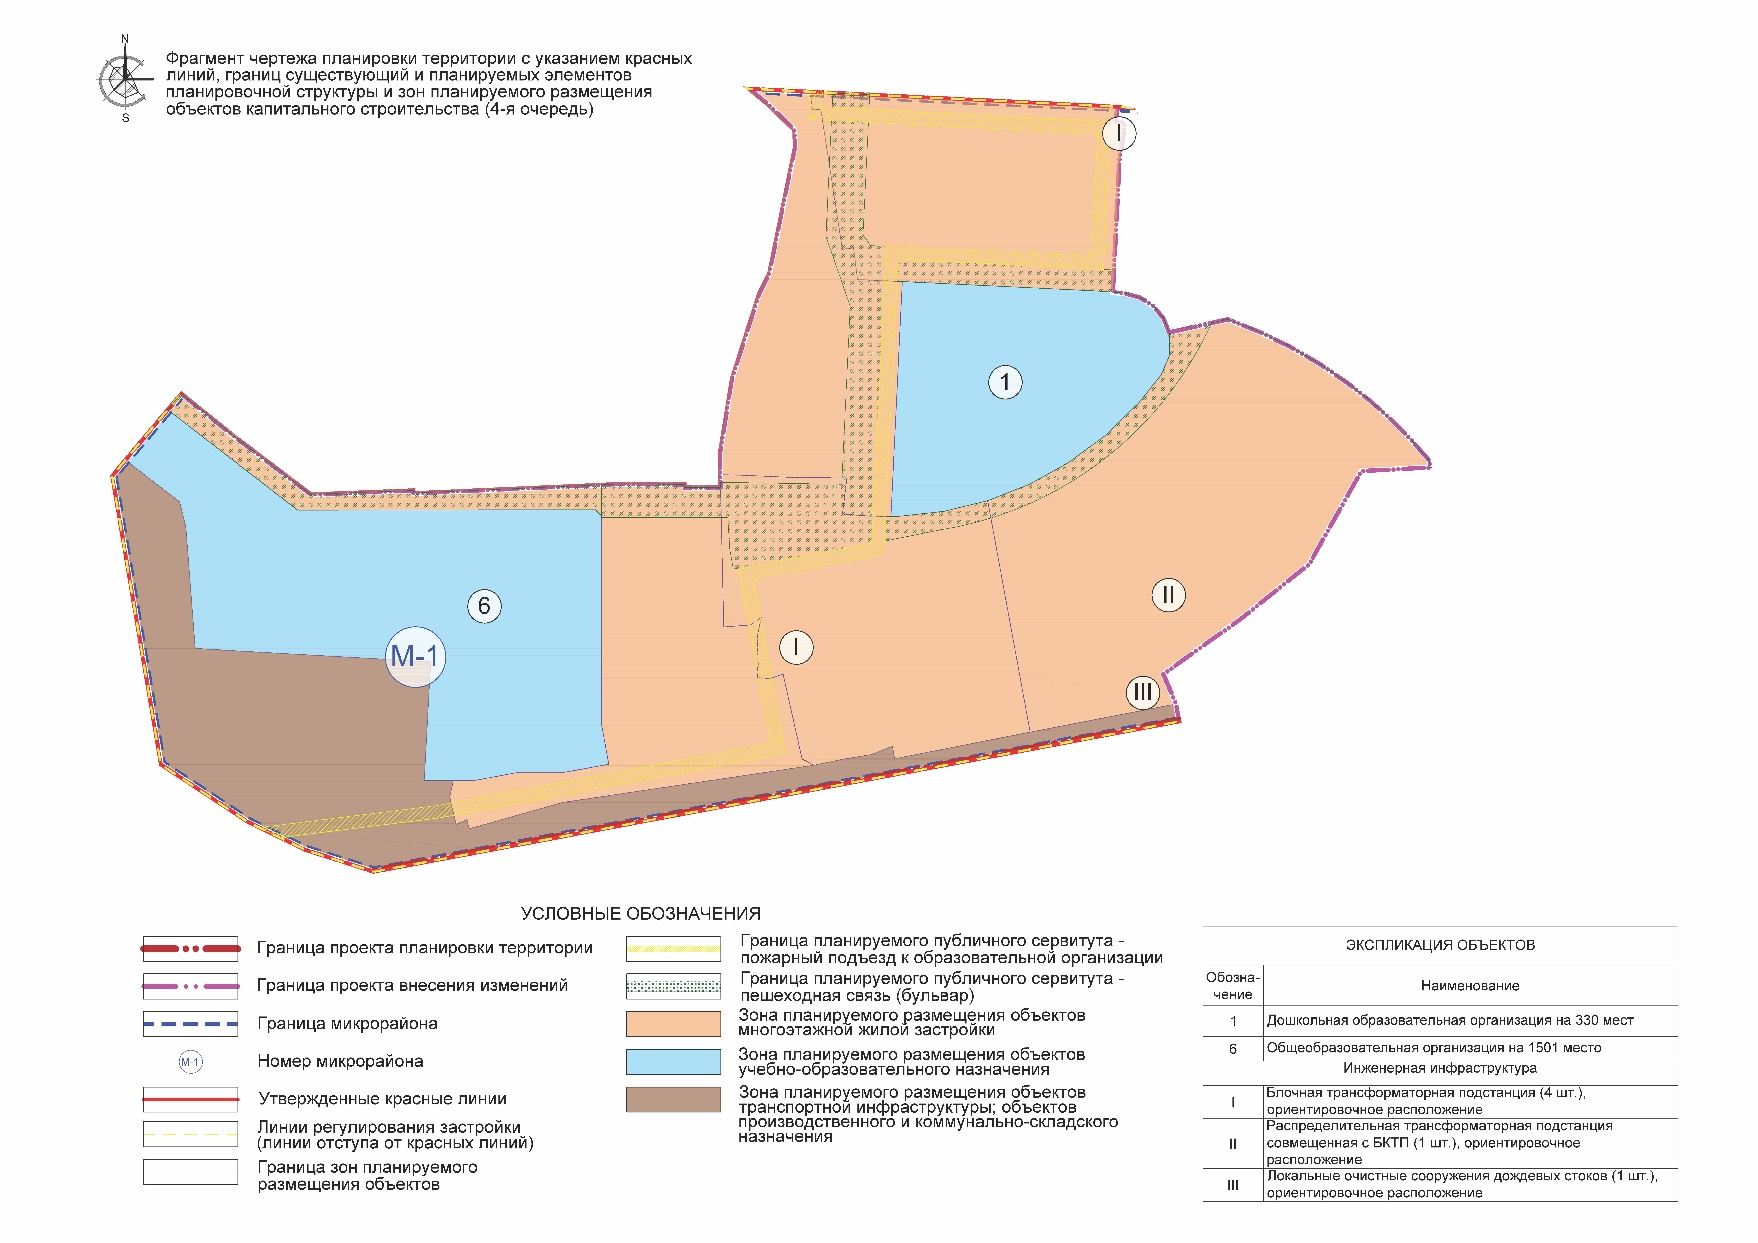 N
S
Фрагмент чертежа планировки территории с указанием красных
линий, границ существующий и планируемых элементов
планировочной структуры и зон планируемого размещения
объектов капитального строительства (4-я очередь)
I
1
6
М-1
I
II
III
УСЛОВНЫЕ ОБОЗНАЧЕНИЯ
Граница проекта планировки территории
Граница проекта внесения изменений
Граница микрорайона
М-1
Номер микрорайона
Утвержденные красные линии
Линии регулирования застройки
(линии отступа от красных линий)
Граница зон планируемого
размещения объектов
Граница планируемого публичного сервитута -
пожарный подъезд к образовательной организации
Граница планируемого публичного сервитута -
пешеходная связь (бульвар)
Зона планируемого размещения объектов
многоэтажной жилой застройки
Зона планируемого размещения объектов
учебно-образовательного назначения
Зона планируемого размещения объектов
транспортной инфраструктуры; объектов
производственного и коммунально-складского
назначения
ЭКСПЛИКАЦИЯ ОБЪЕКТОВ
Обозна-
чение
Наименование
1 Дошкольная образовательная организация на 330 мест
6 Общеобразовательная организация на 1501 место
Инженерная инфраструктура
I
Блочная трансформаторная подстанция (4 шт.),
ориентировочное расположение
II
Распределительная трансформаторная подстанция
совмещенная с БКТП (1 шт.), ориентировочное
расположение
III
Локальные очистные сооружения дождевых стоков (1 шт.),
ориентировочное расположение